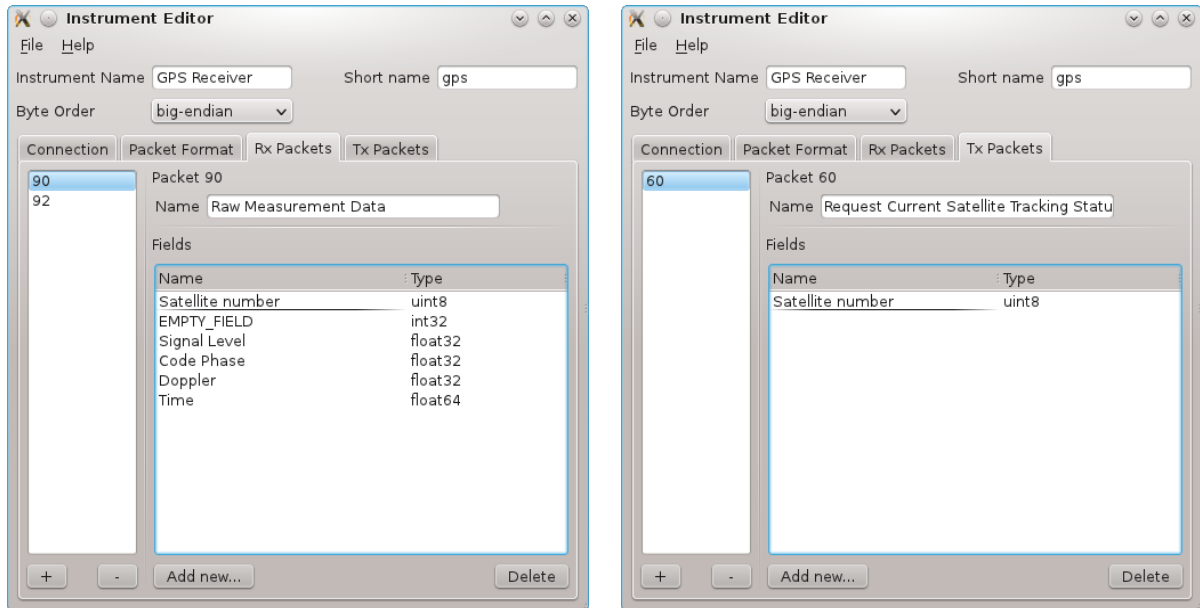 Instrument Editor
File Help
Instrument Name GPS Receiver Short name gps
Byte Order big-endian
Connection Packet Format Rx Packets Tx Packets
90
92
Packet 90
Name Raw Measurement Data
Fields
Name Type
Satellite number uint8
EMPTY_FIELD int32
Signal Level float32
Code Phase float32
Doppler float32
Time float64
+ - Add new... Delete
Instrument Editor
File Help
Instrument Name GPS Receiver Short name gps
Byte Order big-endian
Connection Packet Format Rx Packets Tx Packets
60
Packet 60
Name Request Current Satellite Tracking Statu
Fields
Name Type
Satellite number uint8
+ - Add new... Delete